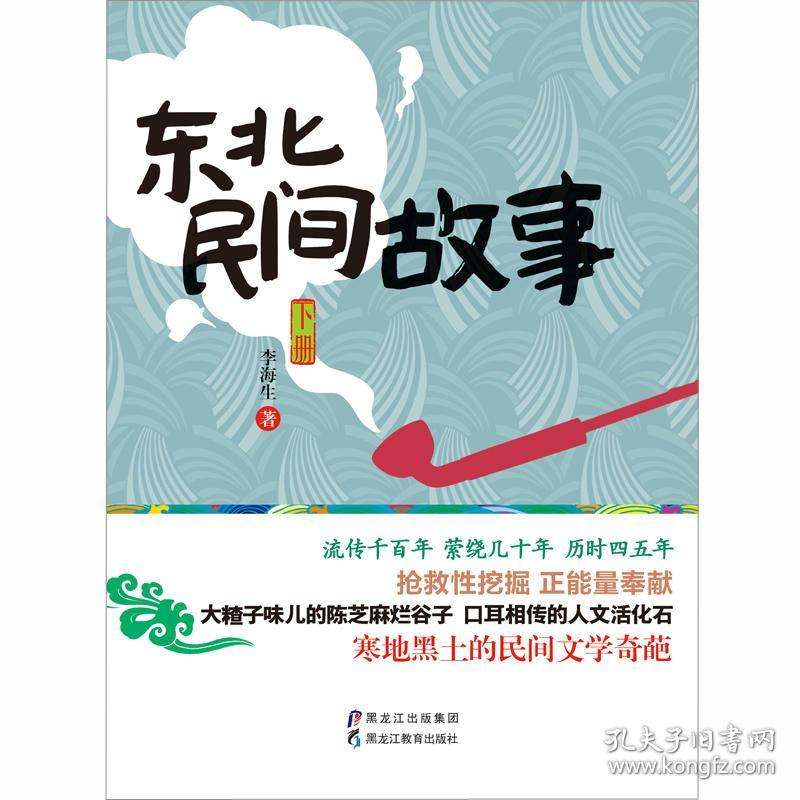 东北
民间故事
下册
李海生
著
流传千百年 萦绕几十年 历时四五年
抢救性挖掘 正能量奉献
大楂子味儿的陈芝麻烂谷子 口耳相传的人文活化石
寒地黑土的民间文学奇葩
黑龙江出版集团
黑龙江教育出版社
孔夫子旧书网
kongfz.com